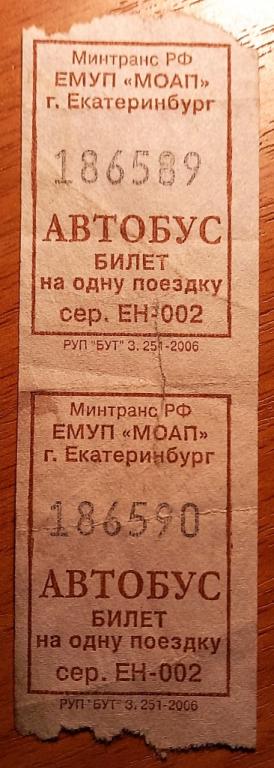 Минтранс РФ
ЕМУП «МОАП»
г. Екатеринбург
186589
АВТОБУС
БИЛЕТ
на одну поездку
сер. ЕН-002
РУП "БУТ" З. 251-2006
Минтранс РФ
ЕМУП «МОАП»
г. Екатеринбург
186590
АВТОБУС
БИЛЕТ
на одну поездку
сер. ЕН-002
РУП "БУТ" З. 251-2006